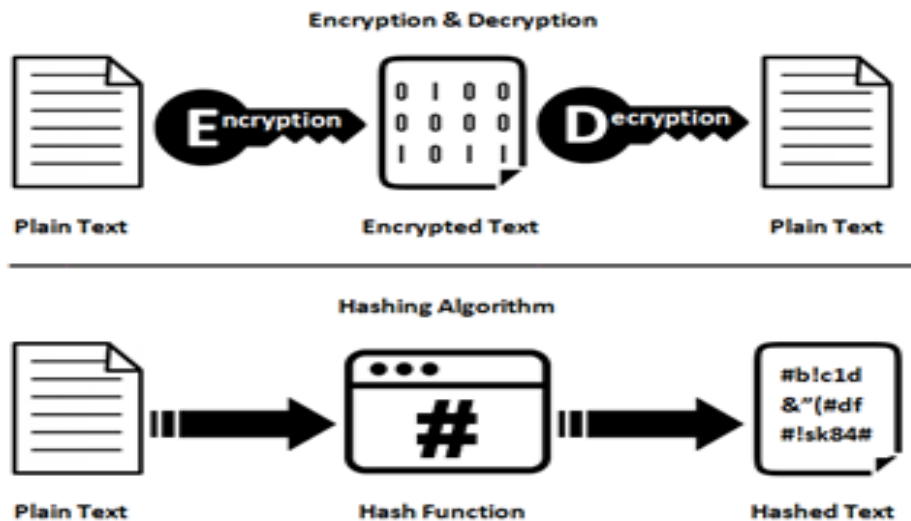 Encryption & Decryption
Encryption
0 1 0 0
0 0 0 0
1 0 1 1
Decryption
Plain Text
Encrypted Text
Plain Text
Hashing Algorithm
#
#b!c1d
&"(#df
#!sk84#
Plain Text
Hash Function
Hashed Text